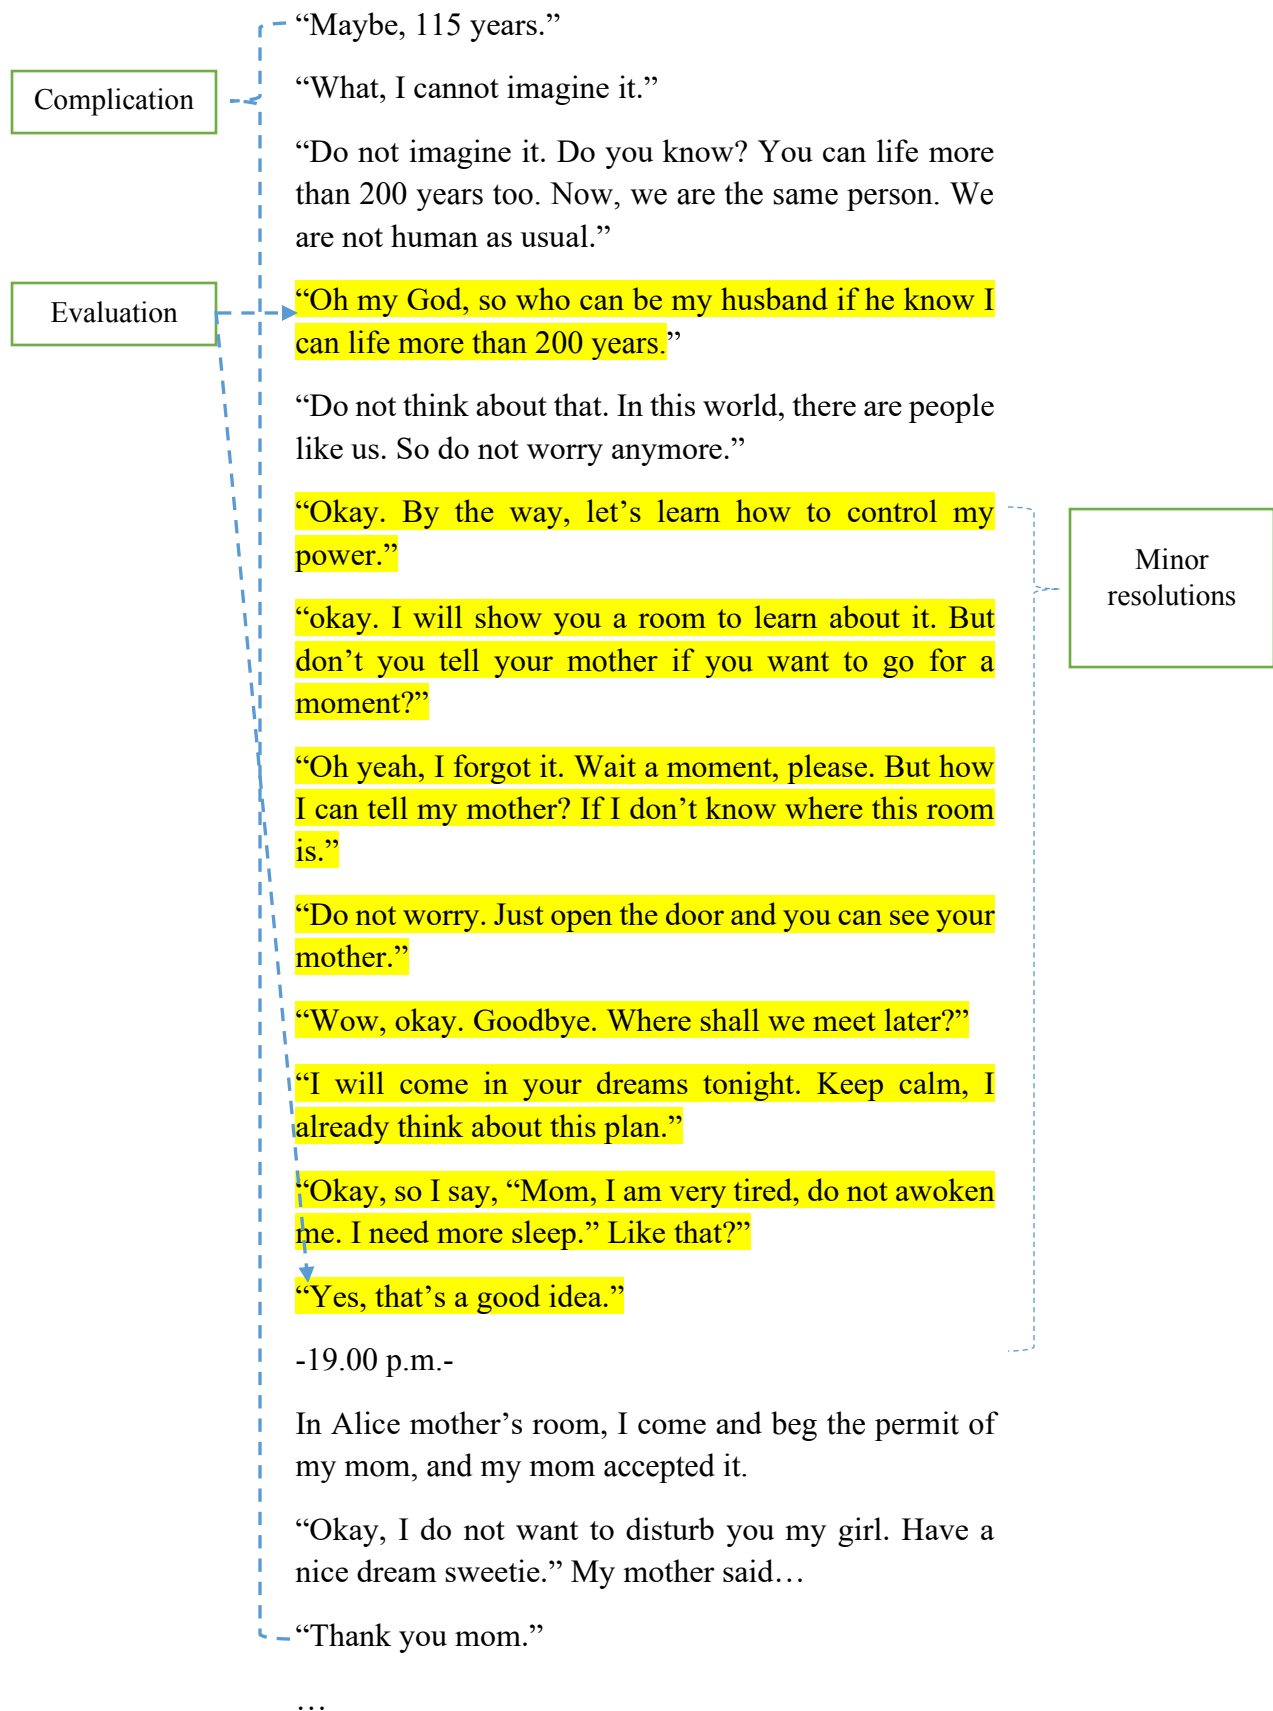 “Maybe, 115 years.”
Complication
“What, I cannot imagine it.”
“Do not imagine it. Do you know? You can life more
than 200 years too. Now, we are the same person. We
are not human as usual.”
Evaluation
“Oh my God, so who can be my husband if he know I
can life more than 200 years.”
“Do not think about that. In this world, there are people
like us. So do not worry anymore.”
“Okay. By the way, let’s learn how to control my
power.”
Minor
resolutions
“okay. I will show you a room to learn about it. But
don’t you tell your mother if you want to go for a
moment?”
“Oh yeah, I forgot it. Wait a moment, please. But how
I can tell my mother? If I don’t know where this room
is.”
“Do not worry. Just open the door and you can see your
mother.”
“Wow, okay. Goodbye. Where shall we meet later?”
“I will come in your dreams tonight. Keep calm, I
already think about this plan.”
“Okay, so I say, “Mom, I am very tired, do not awoken
me. I need more sleep.” Like that?”
“Yes, that’s a good idea.”
-19.00 p.m.-
In Alice mother’s room, I come and beg the permit of
my mom, and my mom accepted it.
“Okay, I do not want to disturb you my girl. Have a
nice dream sweetie.” My mother said…
“Thank you mom.”
…